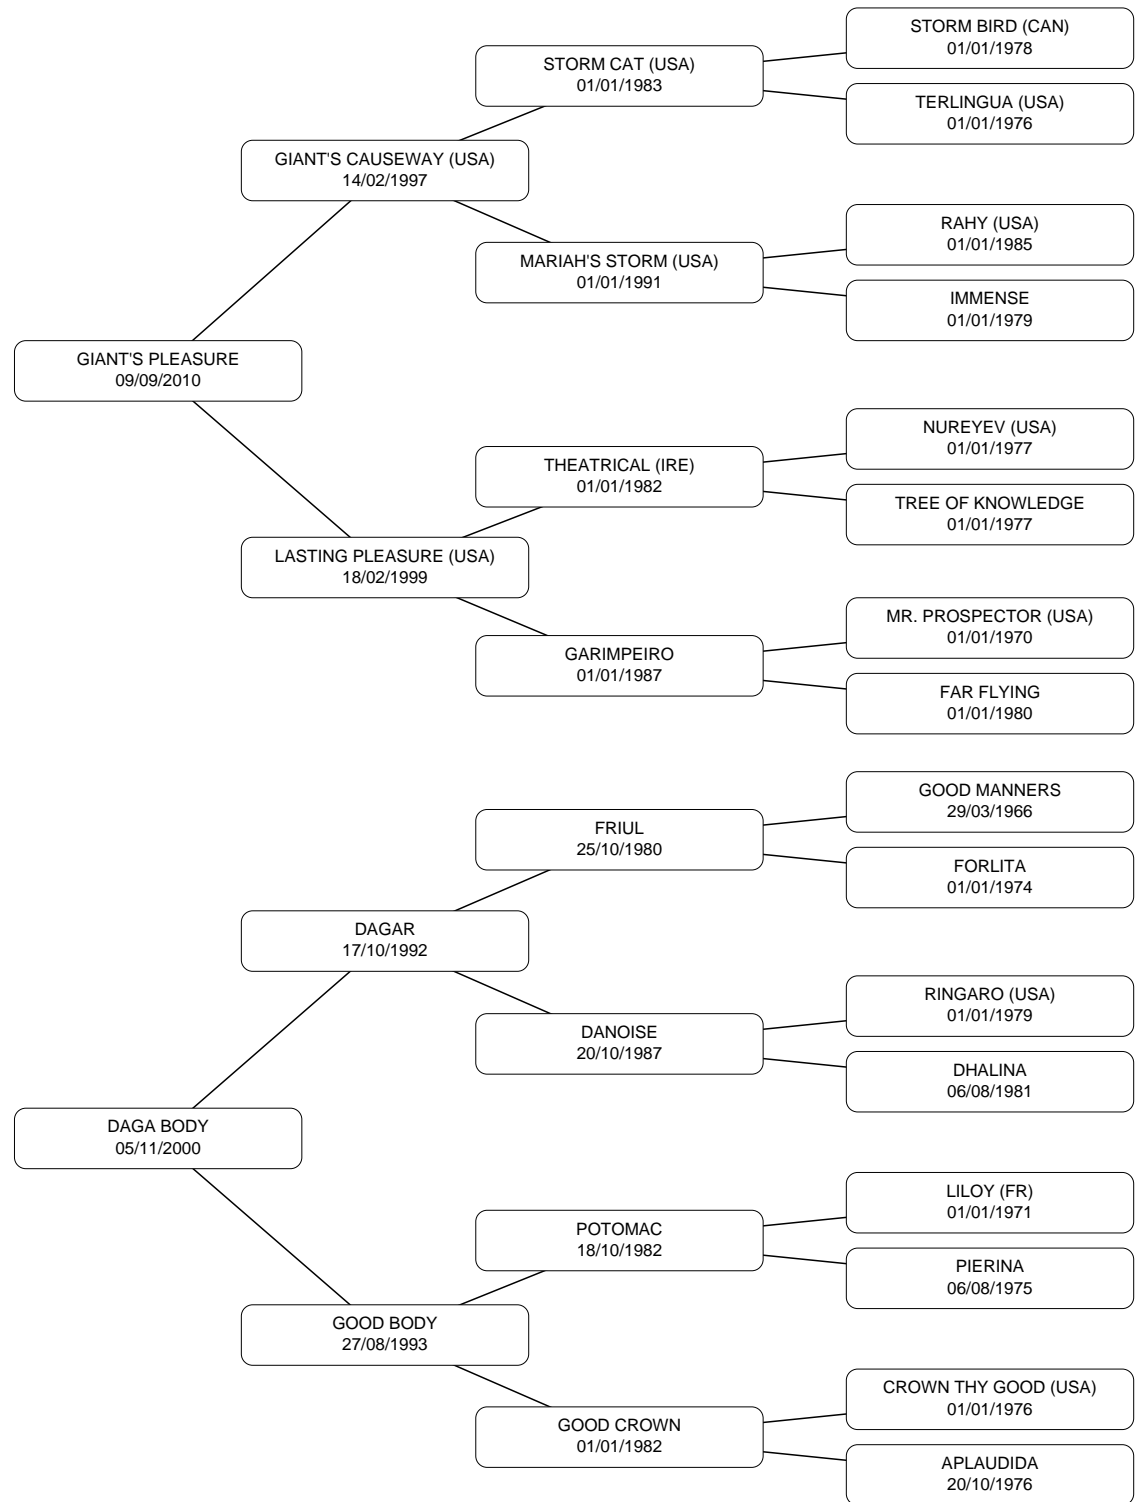 STORM BIRD (CAN)
01/01/1978
STORM CAT (USA)
01/01/1983
TERLINGUA (USA)
01/01/1976
GIANT'S CAUSEWAY (USA)
14/02/1997
RAHY (USA)
01/01/1985
MARIAH'S STORM (USA)
01/01/1991
IMMENSE
01/01/1979
GIANT'S PLEASURE
09/09/2010
NUREYEV (USA)
01/01/1977
THEATRICAL (IRE)
01/01/1982
TREE OF KNOWLEDGE
01/01/1977
LASTING PLEASURE (USA)
18/02/1999
MR. PROSPECTOR (USA)
01/01/1970
GARIMPEIRO
01/01/1987
FAR FLYING
01/01/1980
GOOD MANNERS
29/03/1966
FRIUL
25/10/1980
FORLITA
01/01/1974
DAGAR
17/10/1992
RINGARO (USA)
01/01/1979
DANOISE
20/10/1987
DHALINA
06/08/1981
DAGA BODY
05/11/2000
LILOY (FR)
01/01/1971
POTOMAC
18/10/1982
PIERINA
06/08/1975
GOOD BODY
27/08/1993
CROWN THY GOOD (USA)
01/01/1976
GOOD CROWN
01/01/1982
APLAUDIDA
20/10/1976